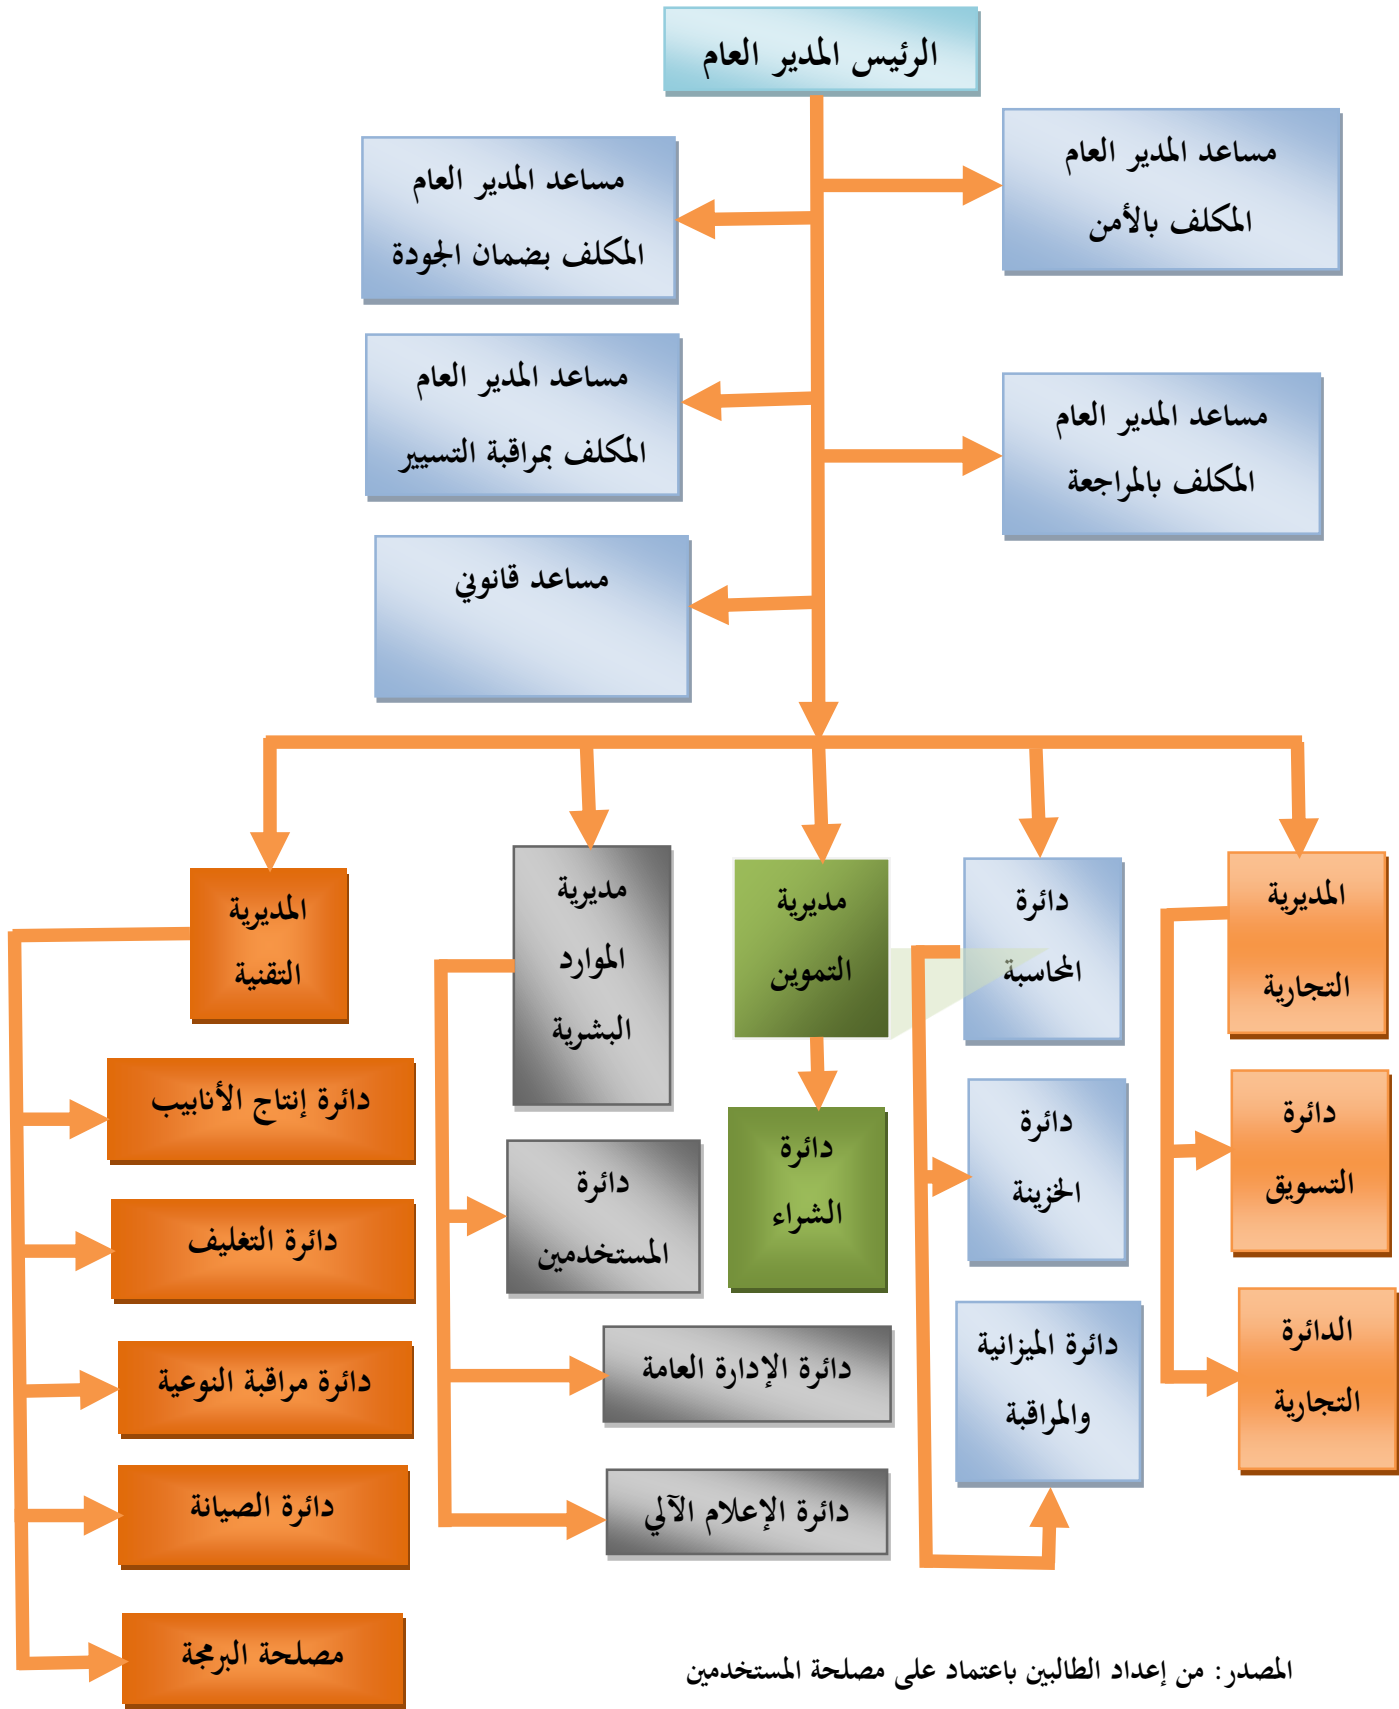 الرئيس المدير العام
مساعد المدير العام
المكلف بالأمن
مساعد المدير العام
المكلف بضمان الجودة
مساعد المدير العام
المكلف بمراقبة التسيير
مساعد المدير العام
المكلف بالمراجعة
مساعد قانوني
المديرية
التجارية
دائرة
التسويق
الدائرة
التجارية
دائرة
المحاسبة
دائرة
الخزينة
دائرة الميزانية
والمراقبة
مديرية
التموين
دائرة
الشراء
مديرية
الموارد
البشرية
دائرة
المستخدمين
دائرة الإدارة العامة
دائرة الإعلام الآلي
المديرية
التقنية
دائرة إنتاج الأنابيب
دائرة التغليف
دائرة مراقبة النوعية
دائرة الصيانة
مصلحة البرمجة
المصدر: من إعداد الطالبين باعتماد على مصلحة المستخدمين